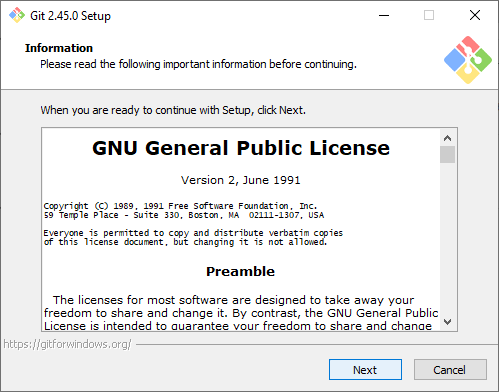 Git 2.45.0 Setup
Information
Please read the following important information before continuing.
When you are ready to continue with Setup, click Next.
GNU General Public License
Version 2, June 1991
Copyright (C) 1989, 1991 Free Software Foundation, Inc.
59 Temple Place - Suite 330, Boston, MA  02111-1307, USA
Everyone is permitted to copy and distribute verbatim copies
of this license document, but changing it is not allowed.
Preamble
The licenses for most software are designed to take away your
freedom to share and change it. By contrast, the GNU General Public
License is intended to guarantee your freedom to share and change
https://gitforwindows.org/
Next
Cancel